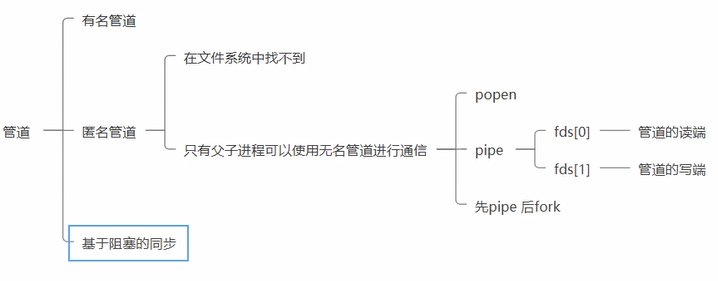 管道
有名管道
匿名管道
在文件系统中找不到
只有父子进程可以使用无名管道进行通信
popen
pipe
fds[0]
管道的读端
fds[1]
管道的写端
先pipe 后fork
基于阻塞的同步